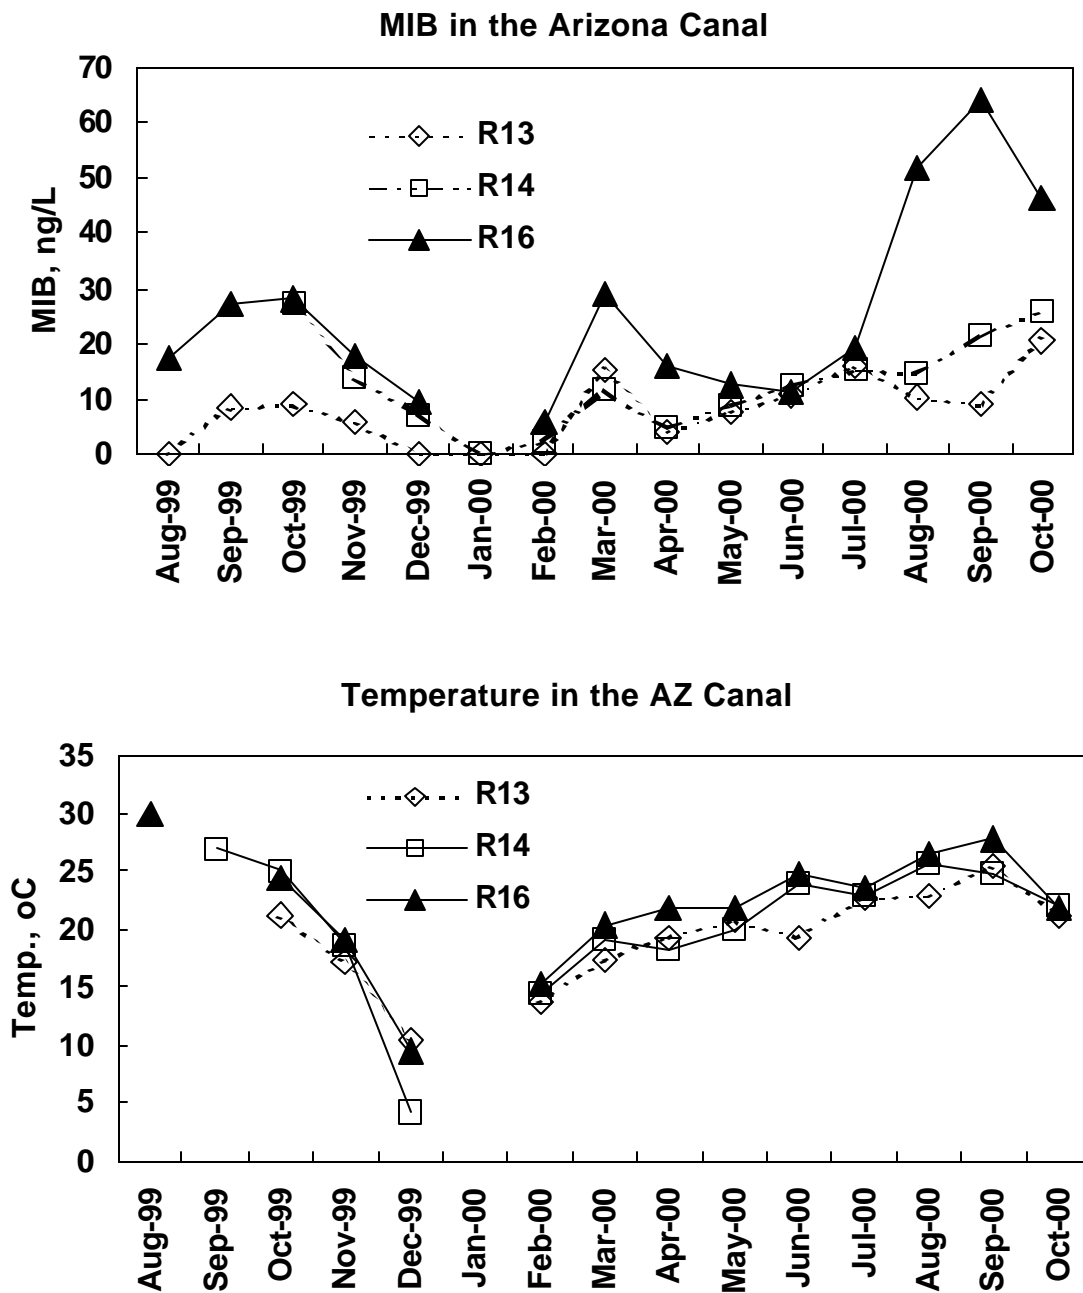 MIB in the Arizona Canal
MIB, ng/L
70
60
50
40
30
20
10
0
R13
R14
R16
Aug-99
Sep-99
Oct-99
Nov-99
Dec-99
Jan-00
Feb-00
Mar-00
Apr-00
May-00
Jun-00
Jul-00
Aug-00
Sep-00
Oct-00
Temperature in the AZ Canal
Temp., oC
35
30
25
20
15
10
5
0
R13
R14
R16
Aug-99
Sep-99
Oct-99
Nov-99
Dec-99
Jan-00
Feb-00
Mar-00
Apr-00
May-00
Jun-00
Jul-00
Aug-00
Sep-00
Oct-00